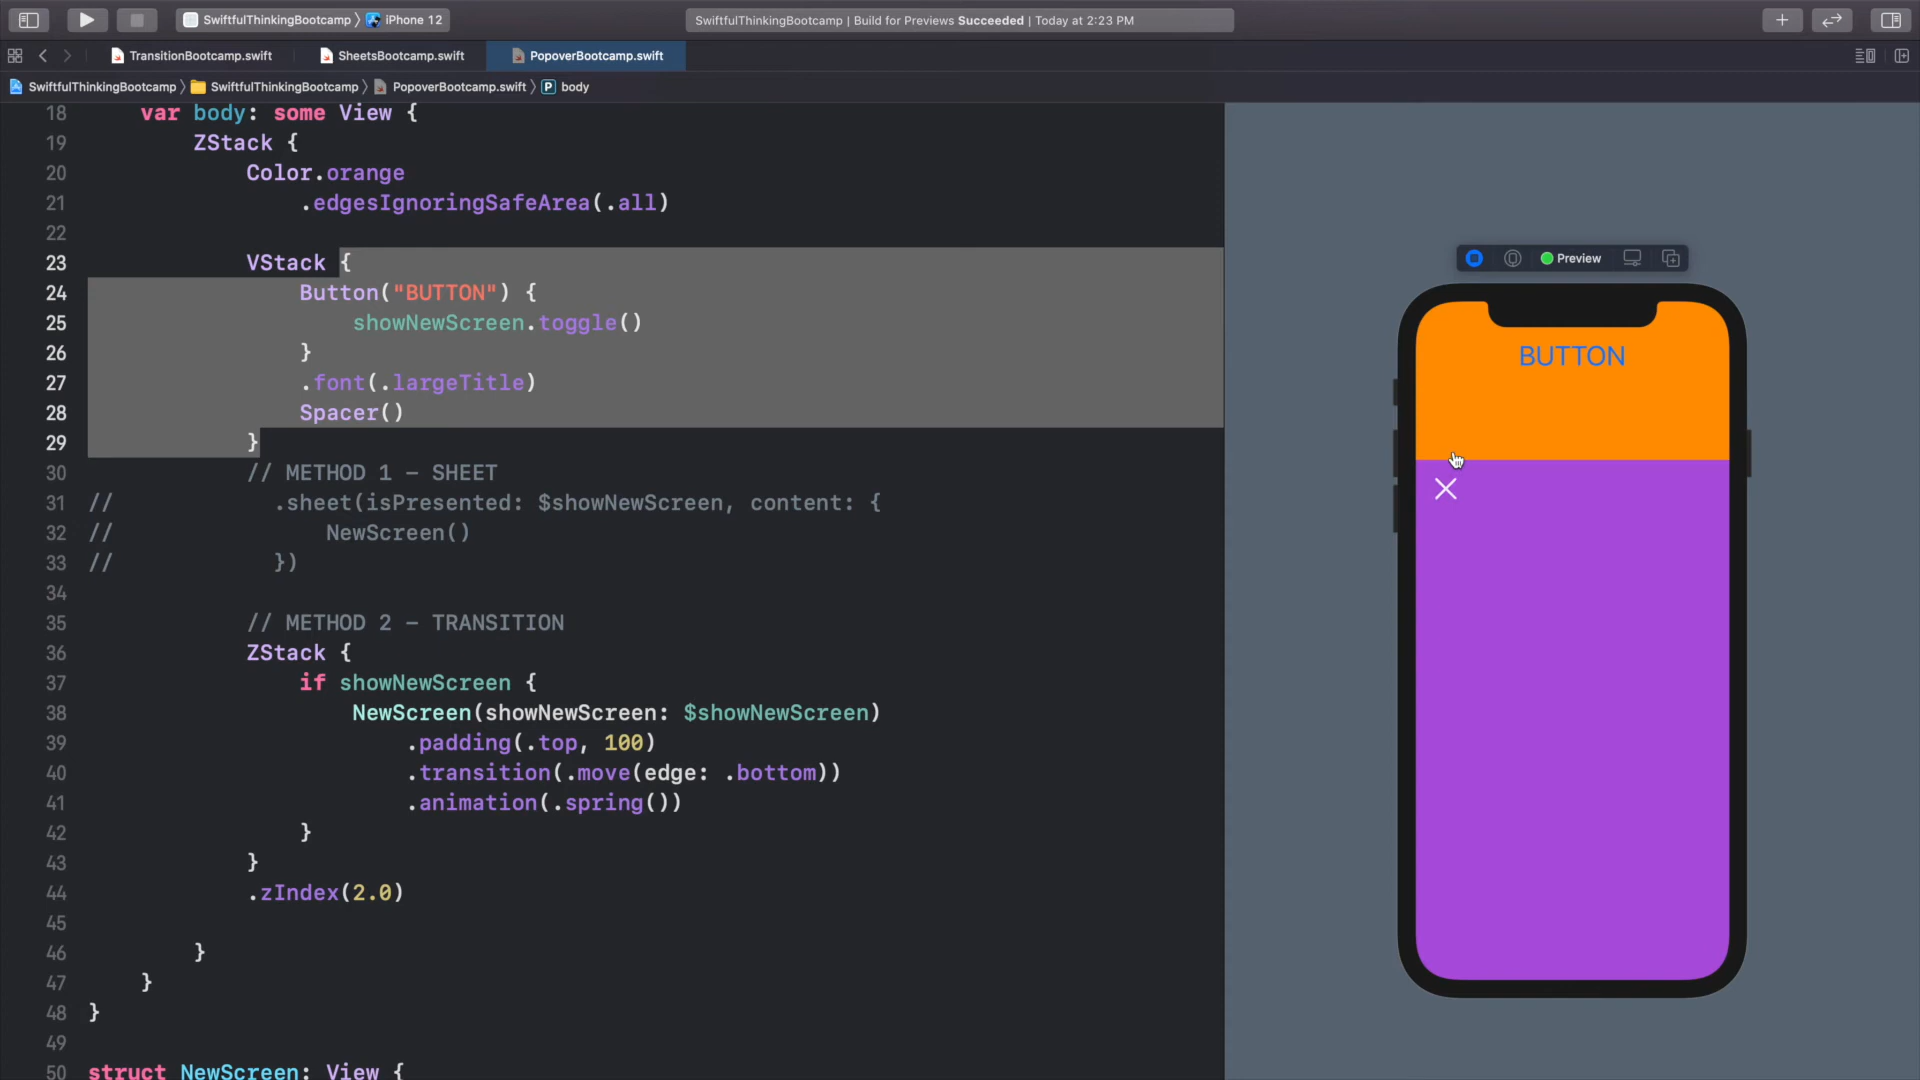 SwiftfulThinkingBootcamp 〉 iPhone 12
SwiftfulThinkingBootcamp | Build for Previews Succeeded | Today at 2:23 PM
TransitionBootcamp.swift SheetsBootcamp.swift PopoverBootcamp.swift
SwiftfulThinkingBootcamp 〉 SwiftfulThinkingBootcamp 〉 PopoverBootcamp.swift 〉 P body
18 var body: some View {
19 ZStack {
20 Color.orange
21 .edgesIgnoringSafeArea(.all)
22
23 VStack {
24 Button("BUTTON") {
25 showNewScreen.toggle()
26 }
27 .font(.largeTitle)
28 Spacer()
29 }
30 // METHOD 1 - SHEET
31 // .sheet(isPresented: $showNewScreen, content: {
32 // NewScreen()
33 // })
34
35 // METHOD 2 - TRANSITION
36 ZStack {
37 if showNewScreen {
38 NewScreen(showNewScreen: $showNewScreen)
39 .padding(.top, 100)
40 .transition(.move(edge: .bottom))
41 .animation(.spring())
42 }
43 }
44 .zIndex(2.0)
45
46 }
47 }
48 }
49
50 struct NewScreen: View {
Preview
BUTTON